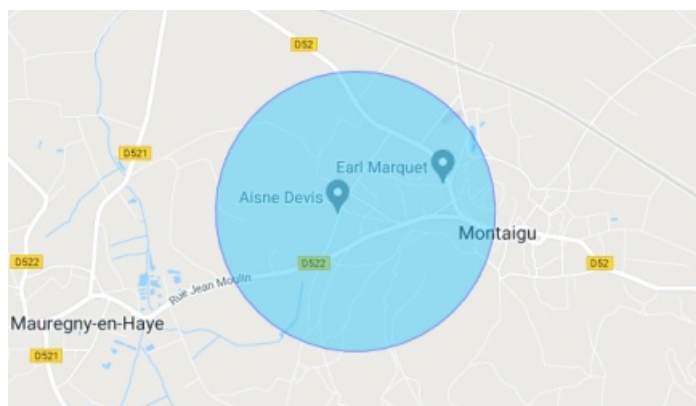 D52
D521
Earl Marquet
Aisne Devis
Montaigu
D522
D522
D52
Rue Jean Moulin
Mauregny-en-Haye
D521